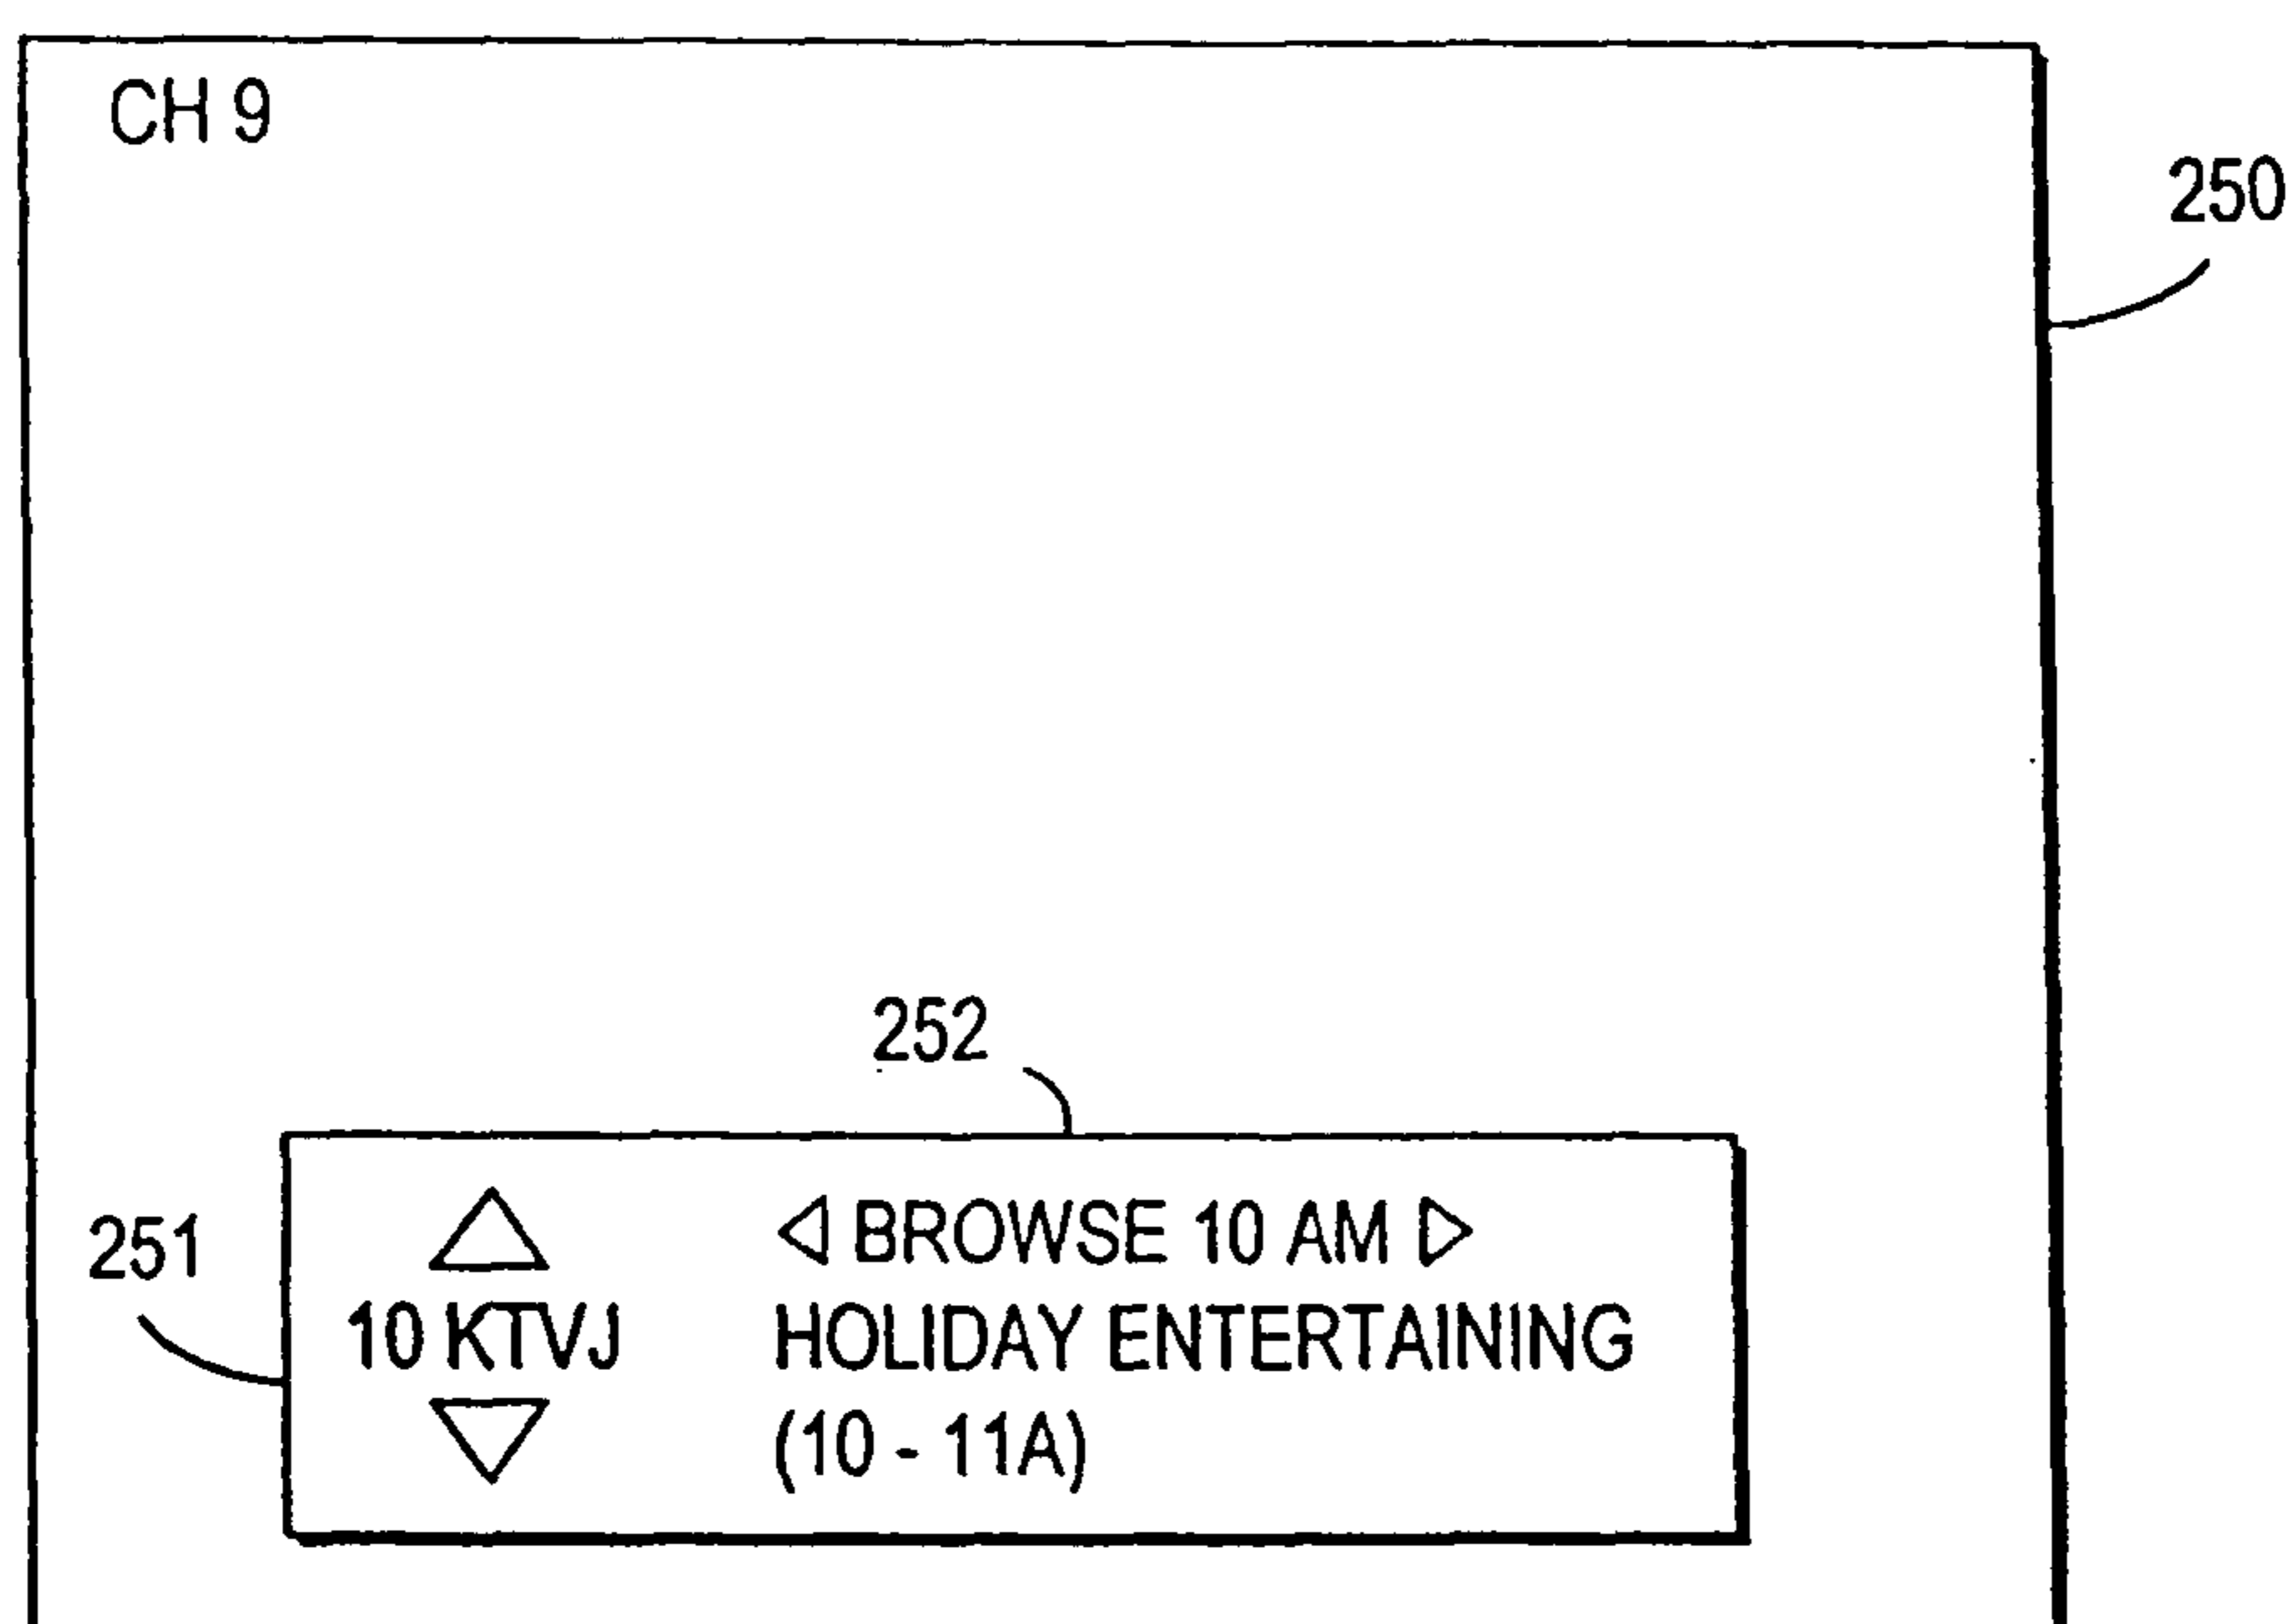 CH 9
250
252
251
BROWSE 10 AM
10 KTVJ HOLIDAY ENTERTAINING
(10 - 11A)